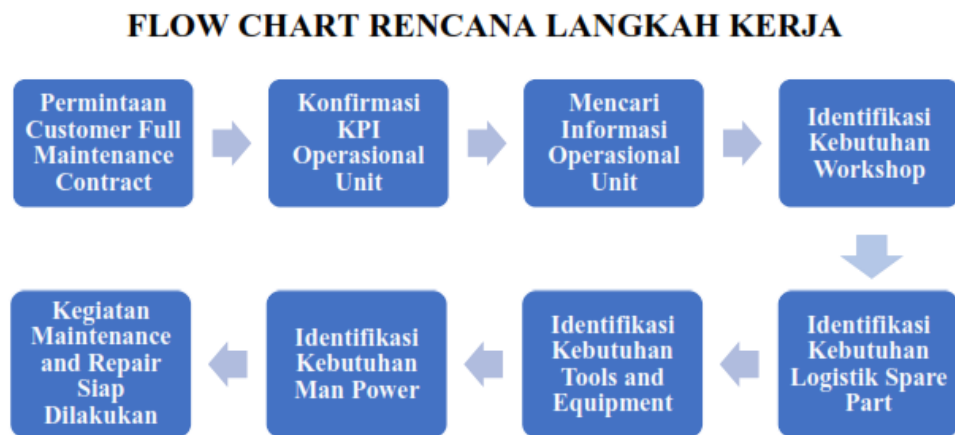 FLOW CHART RENCANA LANGKAH KERJA
Permintaan
Customer Full
Maintenance
Contract
Konfirmasi
KPI
Operasional
Unit
Mencari
Informasi
Operasional
Unit
Identifikasi
Kebutuhan
Workshop
Identifikasi
Kebutuhan
Logistik Spare
Part
Identifikasi
Kebutuhan
Tools and
Equipment
Identifikasi
Kebutuhan
Man Power
Kegiatan
Maintenance
and Repair
Siap
Dilakukan